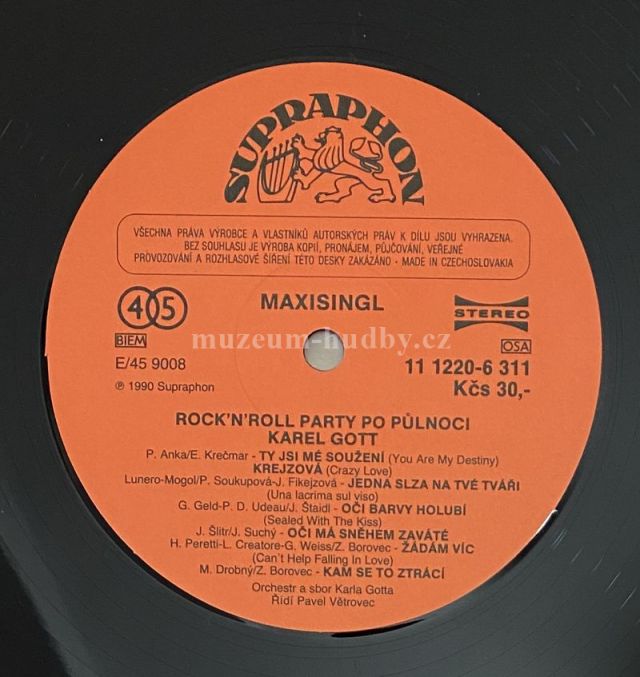 SUPRAPHON
VŠECHNA PRÁVA VÝROBCE A VLASTNÍKŮ AUTORSKÝCH PRÁV K DÍLU JSOU VYHRAZENA.
BEZ SOUHLASU JE VÝROBA KOPIÍ, PRONÁJEM, PŮJČOVÁNÍ, VEŘEJNÉ
PROVOZOVÁNÍ A ROZHLASOVÉ ŠÍŘENÍ TÉTO DESKY ZAKÁZÁNO · MADE IN CZECHOSLOVAKIA
45 MAXISINGL STEREO
muzeum-hudby.cz
BIEM OSA
E/45 9008 11 1220-6 311
℗ 1990 Supraphon Kčs 30,-
ROCK'N'ROLL PARTY PO PŮLNOCI
KAREL GOTT
P. Anka/E. Krečmar - TY JSI MÉ SOUŽENÍ (You Are My Destiny)
KREJZOVÁ (Crazy Love)
Lunero-Mogol/P. Soukupová-J. Fikejzová - JEDNA SLZA NA TVÉ TVÁŘI
(Una lacrima sul viso)
G. Geld-P. D. Udeau/J. Štaidl - OČI BARVY HOLUBÍ
(Sealed With The Kiss)
J. Šlitr/J. Suchý - OČI MÁ SNĚHEM ZAVÁTÉ
H. Peretti-L. Creatore-G. Weiss/Z. Borovec - ŽÁDÁM VÍC
(Can't Help Falling In Love)
M. Drobný/Z. Borovec - KAM SE TO ZTRÁCÍ
Orchestr a sbor Karla Gotta
Řídí Pavel Větrovec